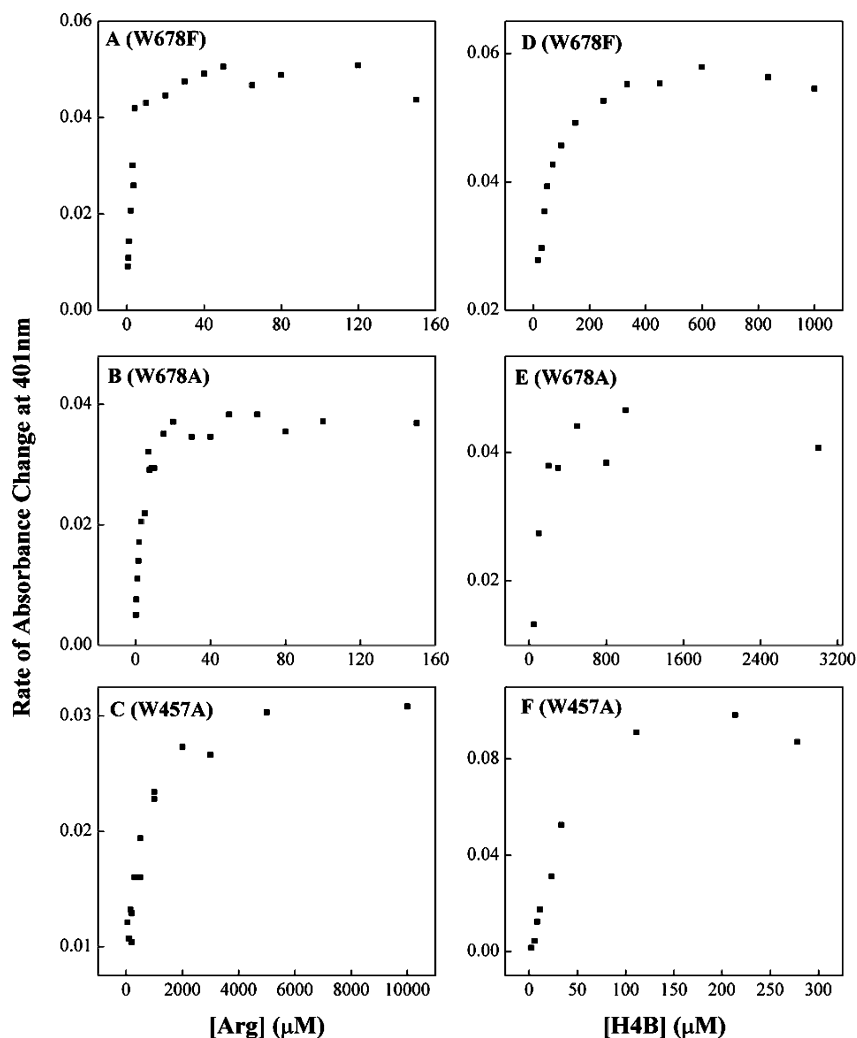 Rate of Absorbance Change at 401nm
A (W678F)
0.06
0.04
0.02
0.00
0 40 80 120 160
D (W678F)
0.06
0.04
0.02
0 200 400 600 800 1000
B (W678A)
0.04
0.02
0.00
0 40 80 120 160
E (W678A)
0.04
0.02
0 800 1600 2400 3200
C (W457A)
0.03
0.02
0.01
0 2000 4000 6000 8000 10000
[Arg] (μM)
F (W457A)
0.08
0.04
0.00
0 50 100 150 200 250 300
[H4B] (μM)